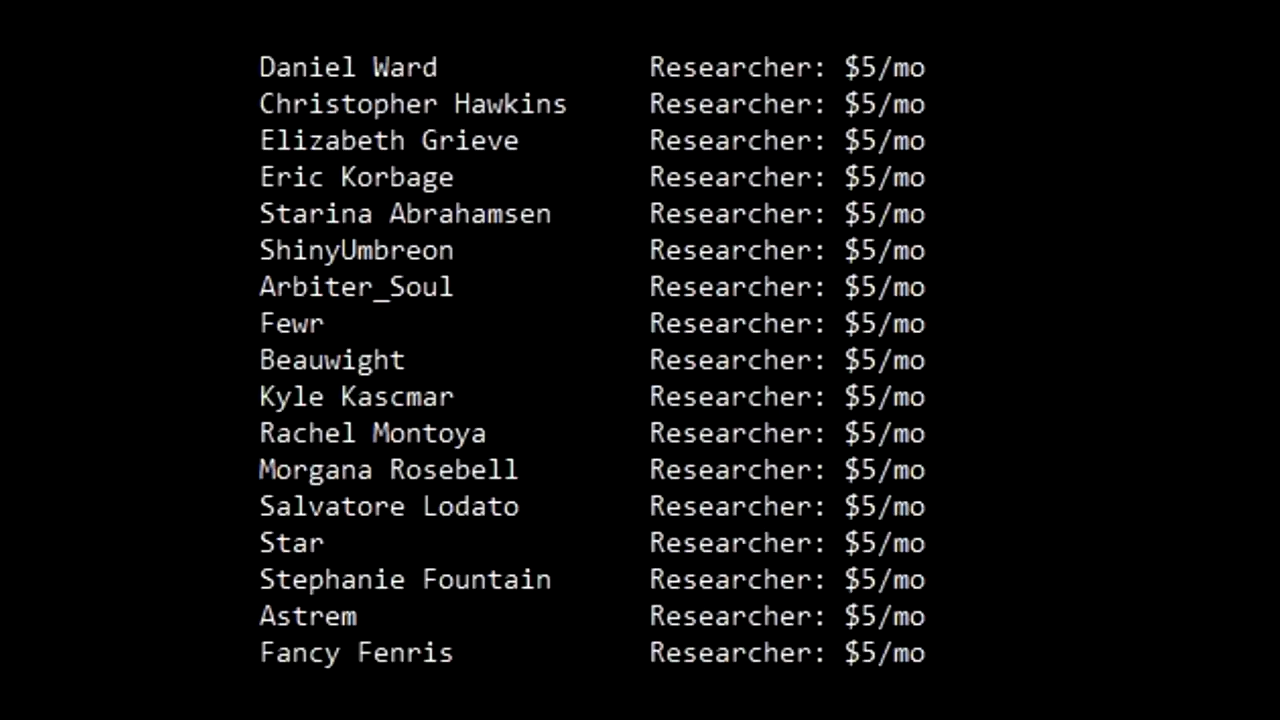 Daniel Ward Researcher: $5/mo
Christopher Hawkins Researcher: $5/mo
Elizabeth Grieve Researcher: $5/mo
Eric Korbage Researcher: $5/mo
Starina Abrahamsen Researcher: $5/mo
ShinyUmbreon Researcher: $5/mo
Arbiter_Soul Researcher: $5/mo
Fewr Researcher: $5/mo
Beauwight Researcher: $5/mo
Kyle Kascmar Researcher: $5/mo
Rachel Montoya Researcher: $5/mo
Morgana Rosebell Researcher: $5/mo
Salvatore Lodato Researcher: $5/mo
Star Researcher: $5/mo
Stephanie Fountain Researcher: $5/mo
Astrem Researcher: $5/mo
Fancy Fenris Researcher: $5/mo